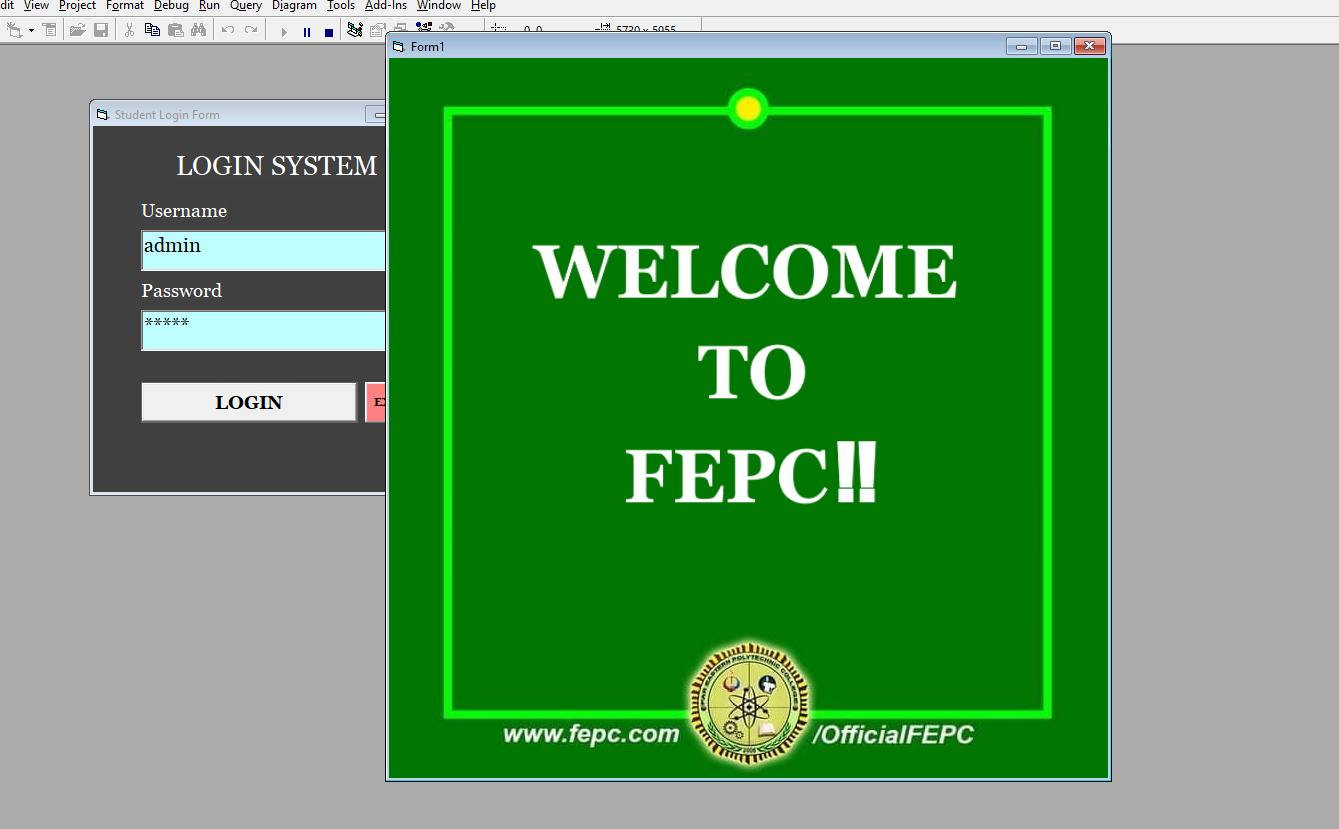 dit View Project Format Debug Run Query Diagram Tools Add-Ins Window Help
0, 0 5730 x 5955
Form1
Student Login Form
LOGIN SYSTEM
Username
admin
Password
*****
LOGIN
EX
WELCOME
TO
FEPC!!
FAR EASTERN POLYTECHNIC COLLEGE
2006
www.fepc.com /OfficialFEPC